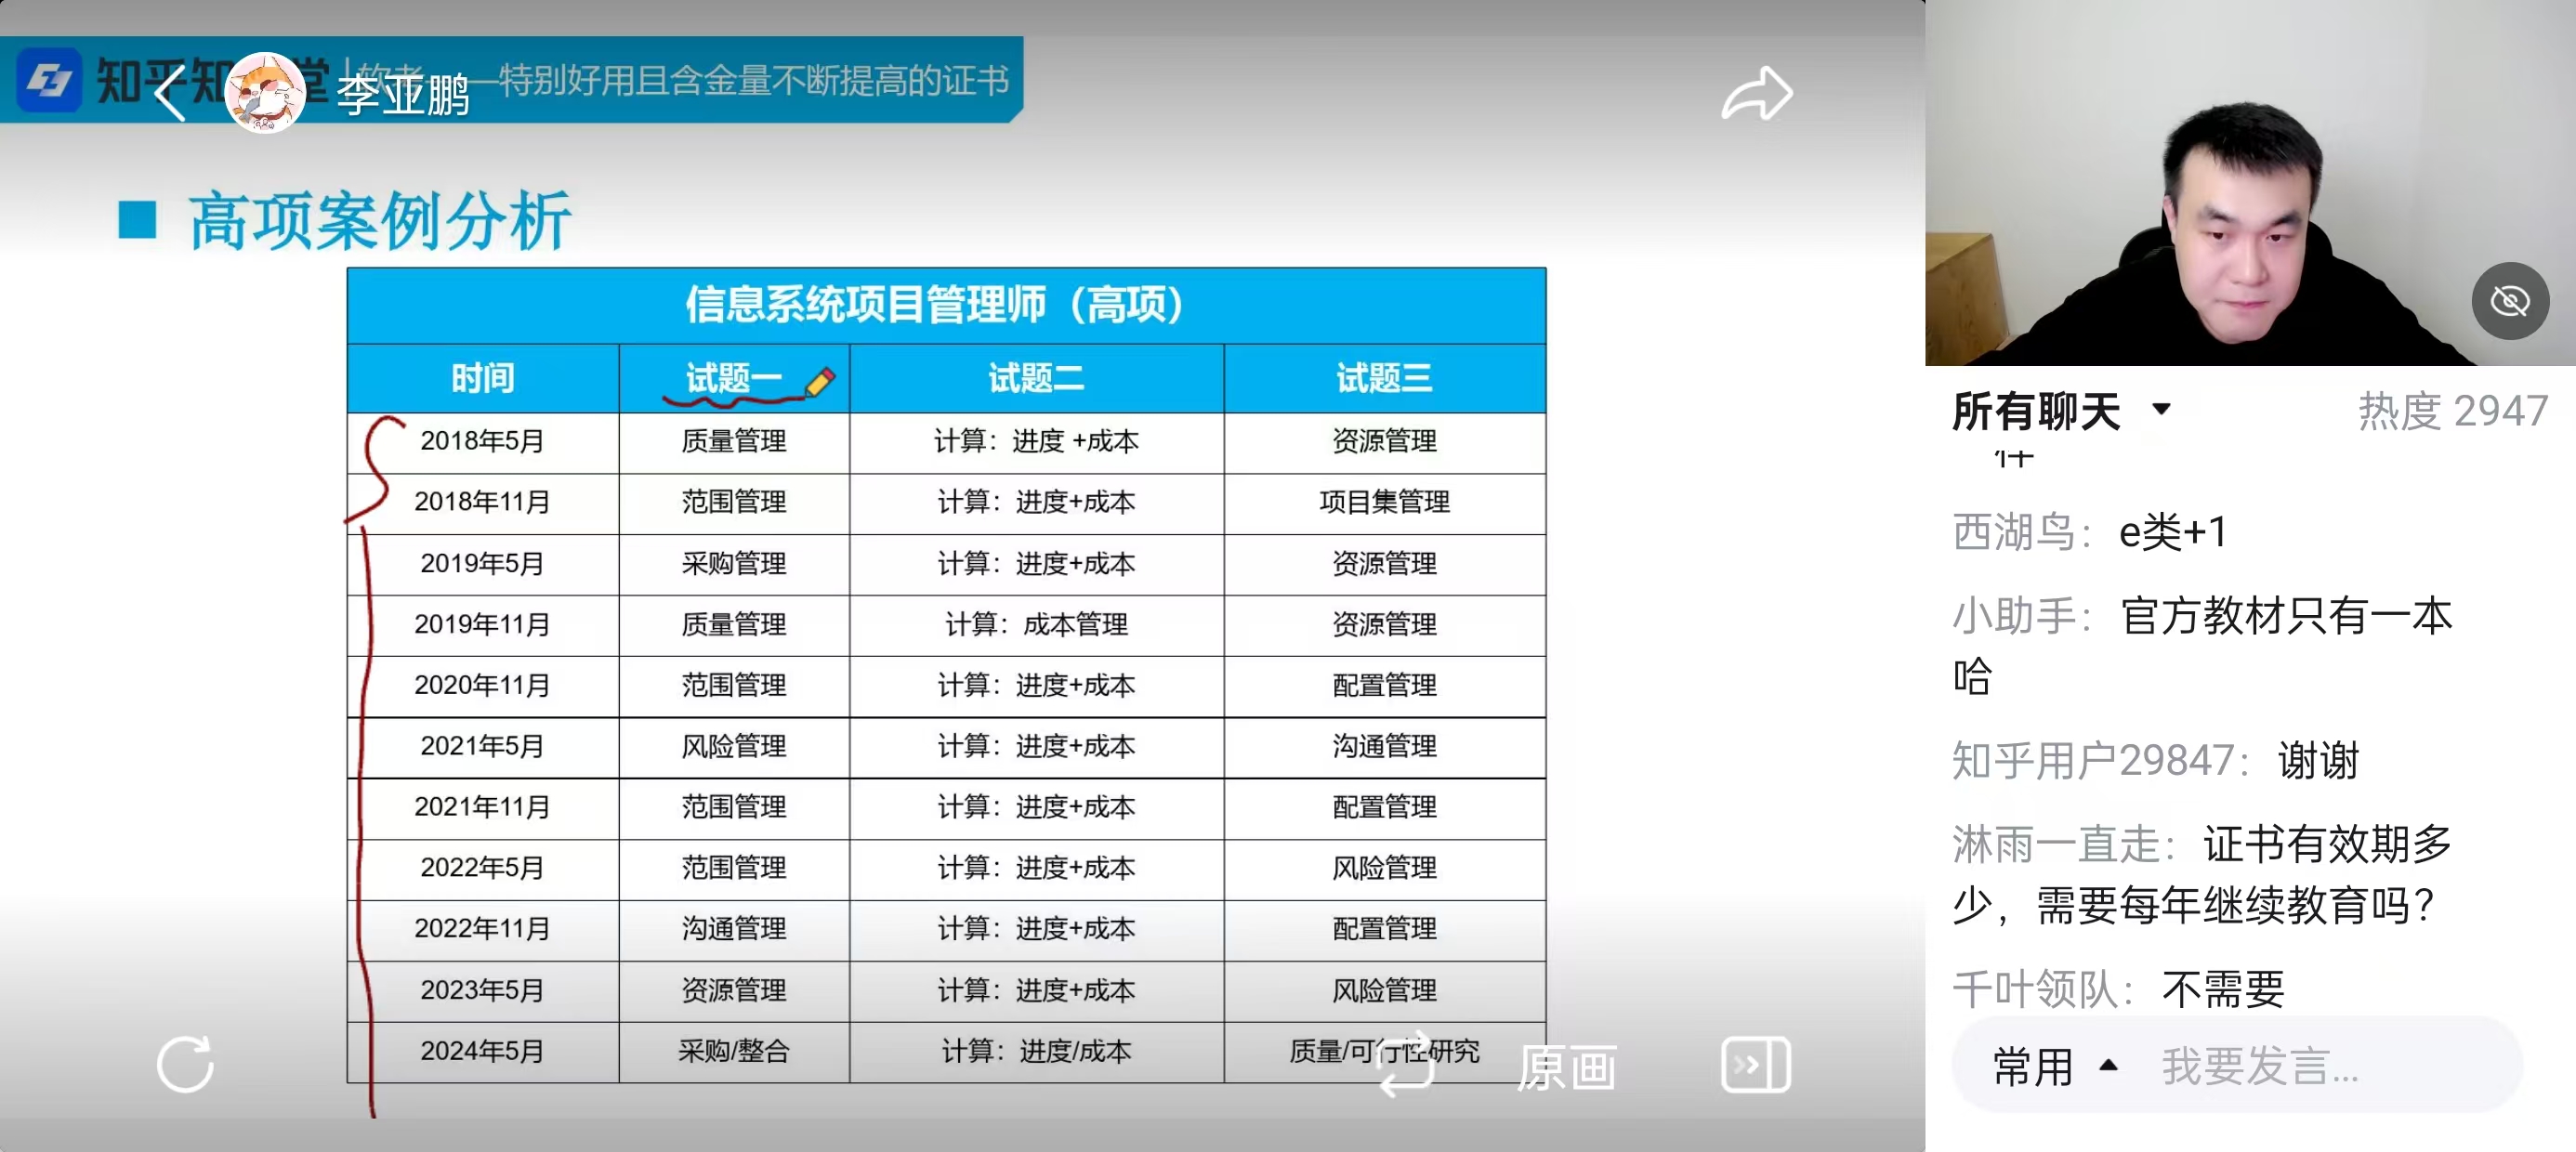 知乎知 堂
李亚鹏
软考——特别好用且含金量不断提高的证书
高项案例分析
信息系统项目管理师（高项）
时间 试题一 试题二 试题三
2018年5月 质量管理 计算：进度 +成本 资源管理
2018年11月 范围管理 计算：进度+成本 项目集管理
2019年5月 采购管理 计算：进度+成本 资源管理
2019年11月 质量管理 计算：成本管理 资源管理
2020年11月 范围管理 计算：进度+成本 配置管理
2021年5月 风险管理 计算：进度+成本 沟通管理
2021年11月 范围管理 计算：进度+成本 配置管理
2022年5月 范围管理 计算：进度+成本 风险管理
2022年11月 沟通管理 计算：进度+成本 配置管理
2023年5月 资源管理 计算：进度+成本 风险管理
2024年5月 采购/整合 计算：进度/成本 质量/可行性研究
原画
所有聊天 热度 2947
西湖鸟：e类+1
小助手：官方教材只有一本
哈
知乎用户29847：谢谢
淋雨一直走：证书有效期多
少，需要每年继续教育吗？
千叶领队：不需要
常用 我要发言...